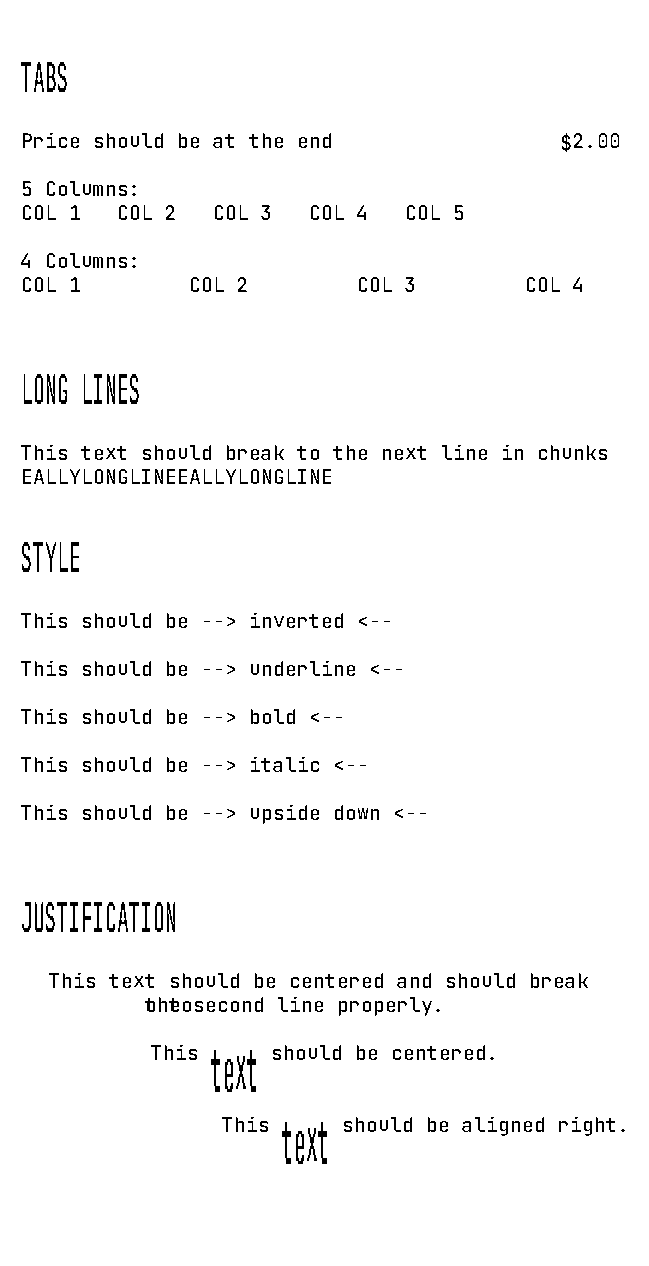 TABS
Price should be at the end $2.00
5 Columns:
COL 1 COL 2 COL 3 COL 4 COL 5
4 Columns:
COL 1 COL 2 COL 3 COL 4
LONG LINES
This text should break to the next line in chunks
EALLYLONGLINEEALLYLONGLINE
STYLE
This should be --> inverted <--
This should be --> underline <--
This should be --> bold <--
This should be --> italic <--
This should be --> upside down <--
JUSTIFICATION
This text should be centered and should break
second line properly.
This text should be centered.
This text should be aligned right.